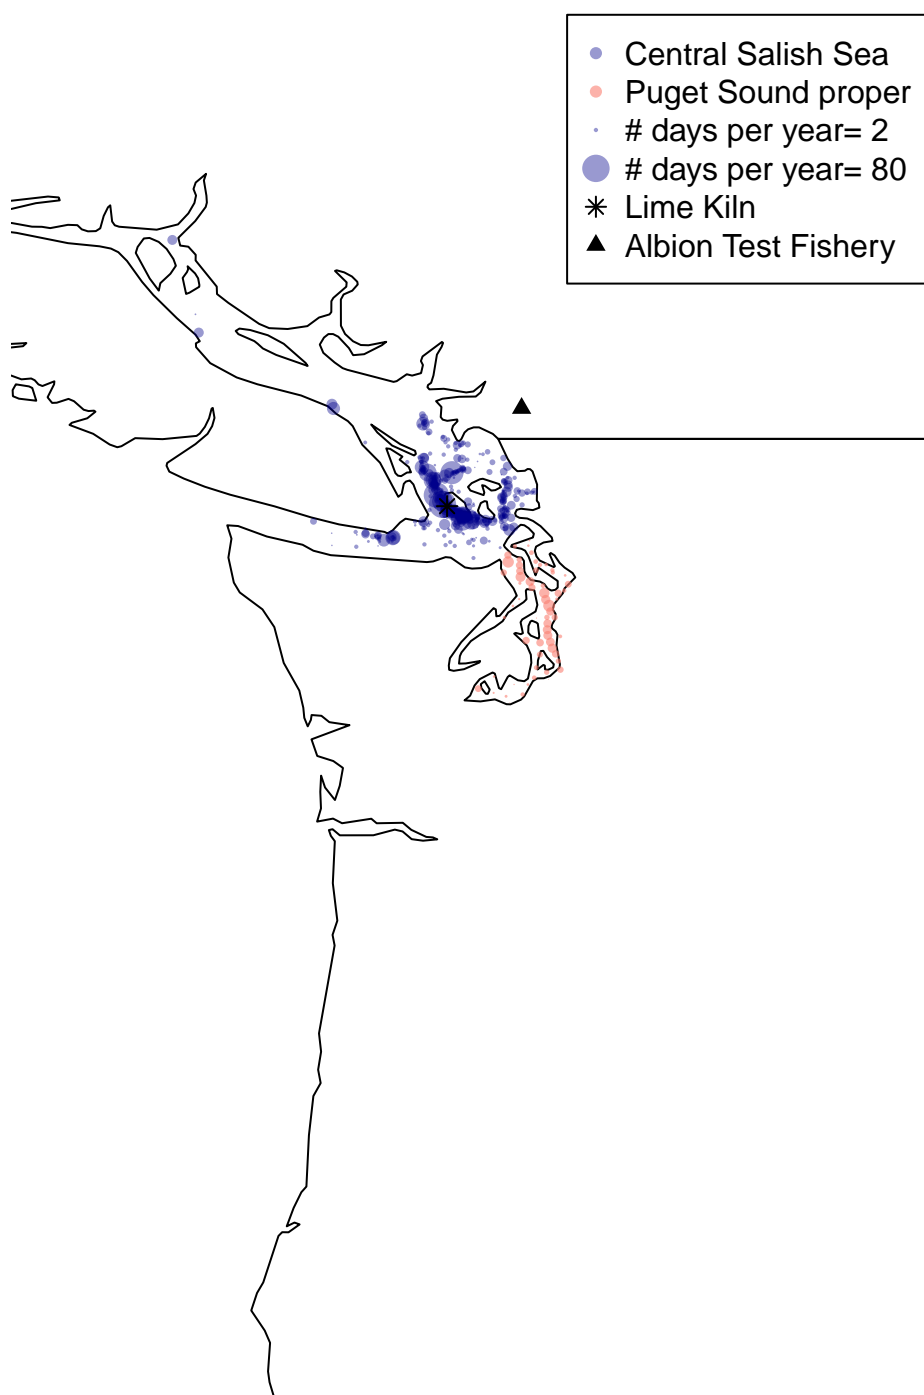 Central Salish Sea
Puget Sound proper
# days per year= 2
# days per year= 80
Lime Kiln
Albion Test Fishery